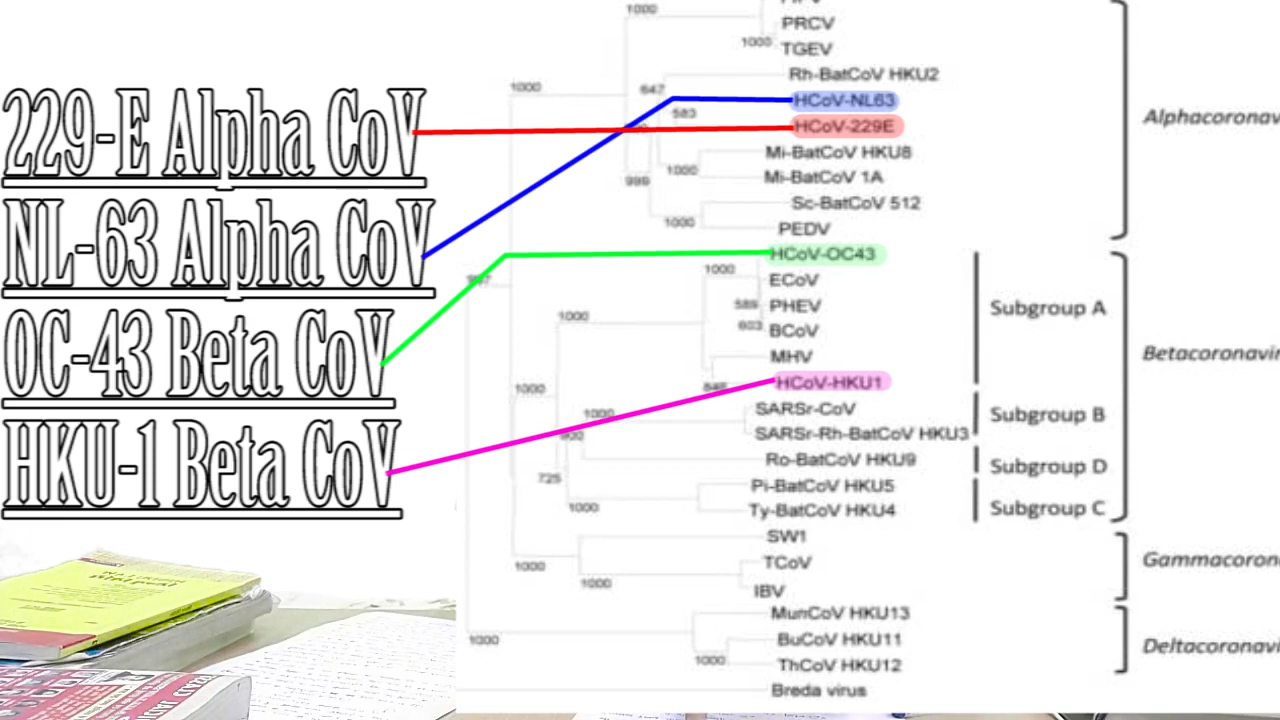 229-E Alpha CoV
NL-63 Alpha CoV
OC-43 Beta CoV
HKU-1 Beta CoV
1000
PRCV
1000
TGEV
Rh-BatCoV HKU2
1000
647
HCoV-NL63
583
HCoV-229E
Alphacoronav
Mi-BatCoV HKU8
1000
Mi-BatCoV 1A
999
Sc-BatCoV 512
1000
PEDV
HCoV-OC43
1000
ECoV
589
PHEV
Subgroup A
1000
603
BCoV
MHV
Betacoronavir
1000
848
HCoV-HKU1
1000
SARSr-CoV
Subgroup B
SARSr-Rh-BatCoV HKU3
Ro-BatCoV HKU9
Subgroup D
725
Pi-BatCoV HKU5
1000
Ty-BatCoV HKU4
Subgroup C
SW1
1000
TCoV
Gammacoron
1000
IBV
MunCoV HKU13
1000
BuCoV HKU11
Deltacoronavi
1000
ThCoV HKU12
Breda virus